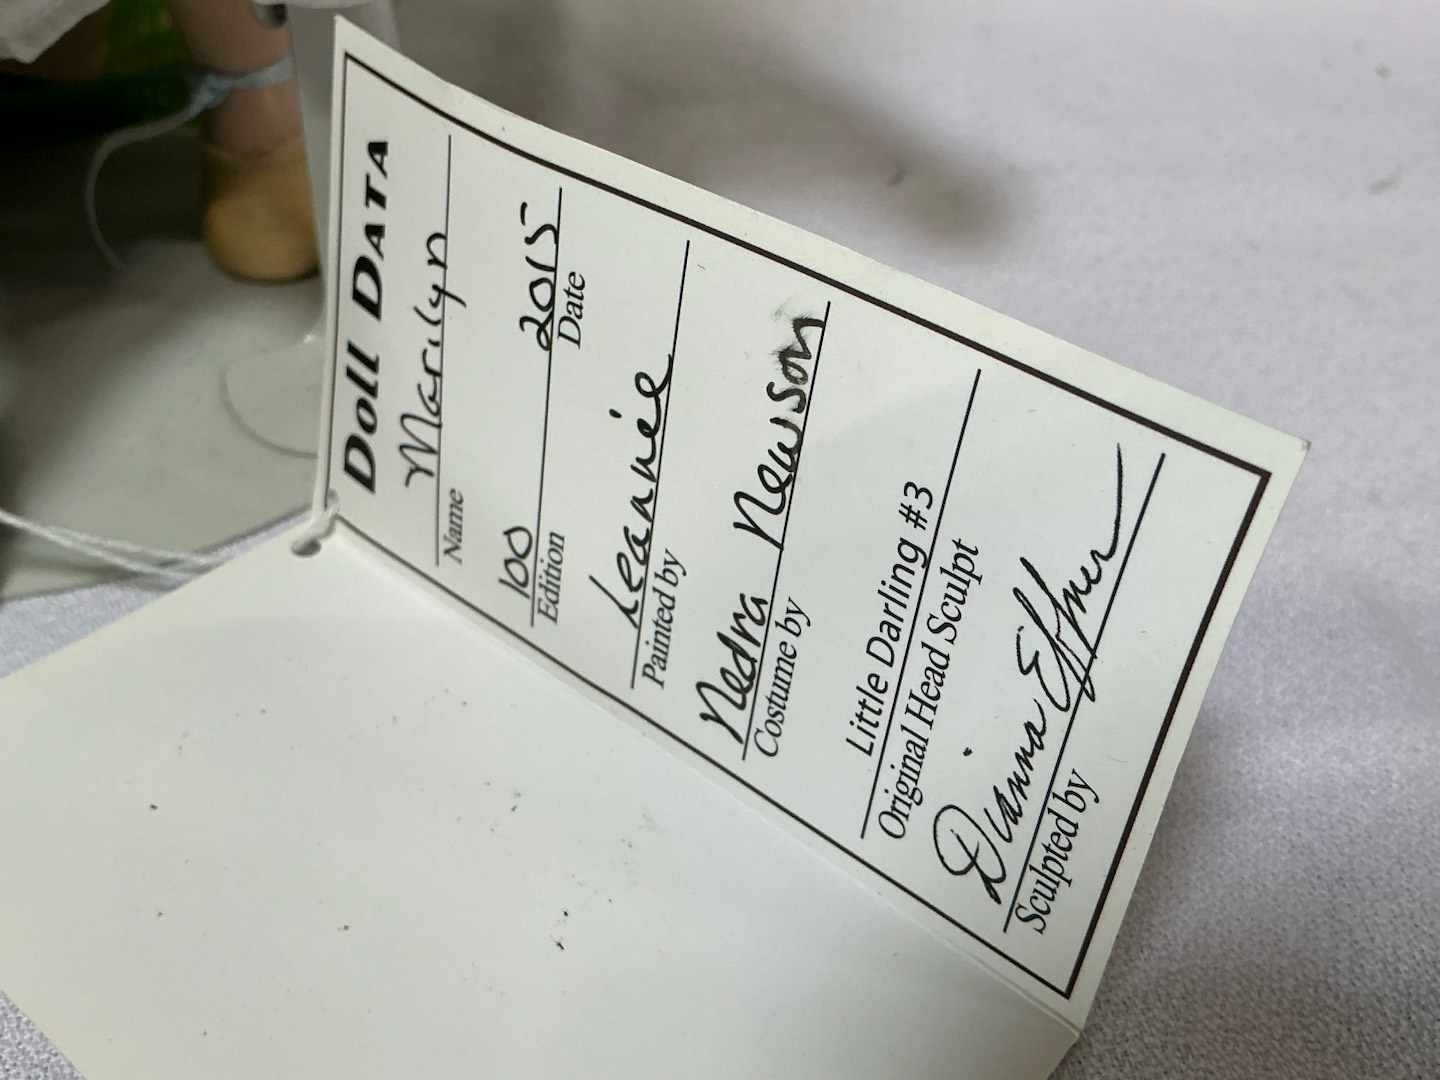 Doll Data
Marilyn
Name
100 2015
Edition Date
Leannie
Painted by
Nedra Newson
Costume by
Little Darling #3
Original Head Sculpt
Dianna Effner
Sculpted by